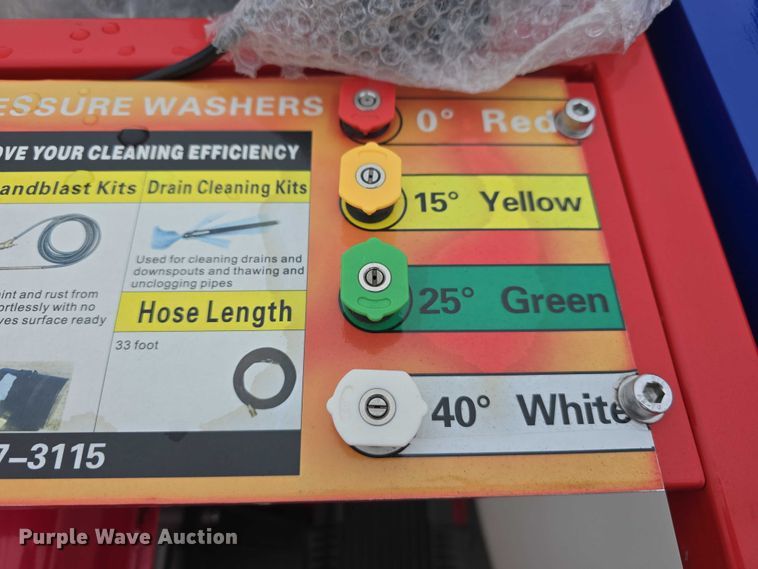 ESSURE WASHERS
OVE YOUR CLEANING EFFICIENCY
andblast Kits
int and rust from
ortlessly with no
ves surface ready
Drain Cleaning Kits
Used for cleaning drains and
downspouts and thawing and
unclogging pipes
Hose Length
33 foot
7-3115
0° Red
15° Yellow
25° Green
40° White
Purple Wave Auction